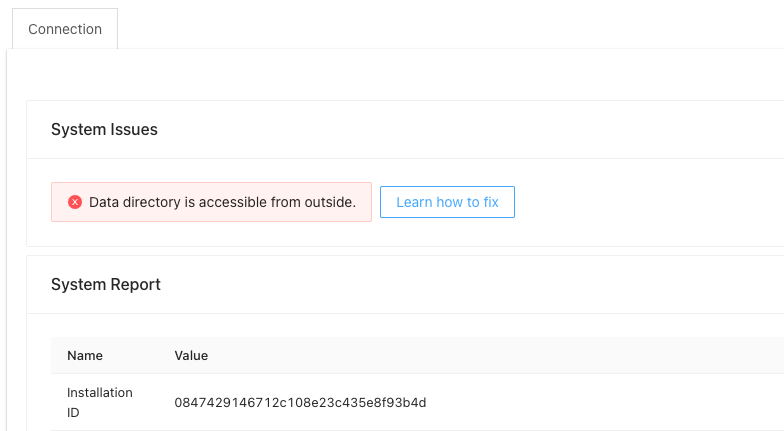 Connection
System Issues
Data directory is accessible from outside. Learn how to fix
System Report
Name Value
Installation
ID 0847429146712c108e23c435e8f93b4d